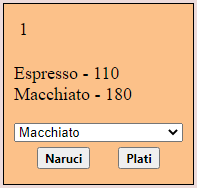 1
Espresso - 110
Macchiato - 180
Macchiato
Naruci Plati